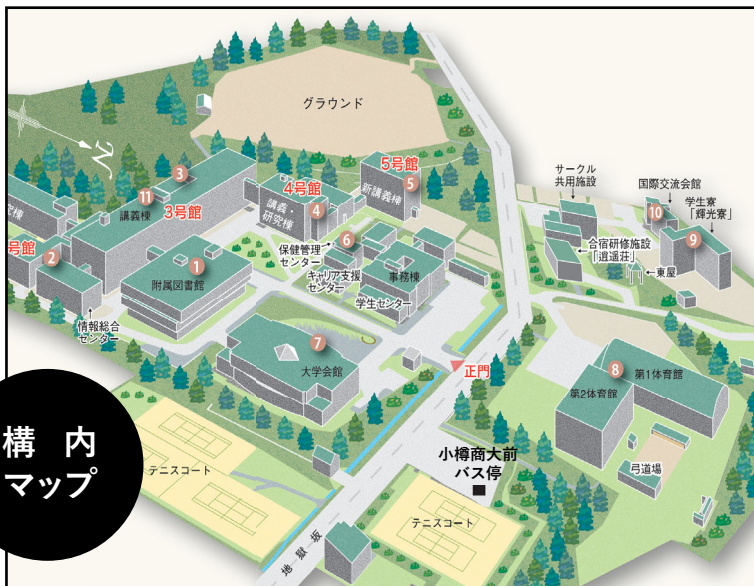 グラウンド
N
5号館
5
新講義棟
サークル
共用施設
国際交流会館
10
学生寮
「輝光寮」
9
合宿研修施設
「逍遥荘」
東屋
3
11
講義棟
3号館
4号館
講義・
研究棟
4
究棟
号館
2
情報総合
センター
1
附属図書館
保健管理
センター
6
キャリア支援
センター
事務棟
学生センター
7
大学会館
正門
8
第1体育館
第2体育館
弓道場
小樽商大前
バス停
テニスコート
テニスコート
地獄坂
構内
マップ